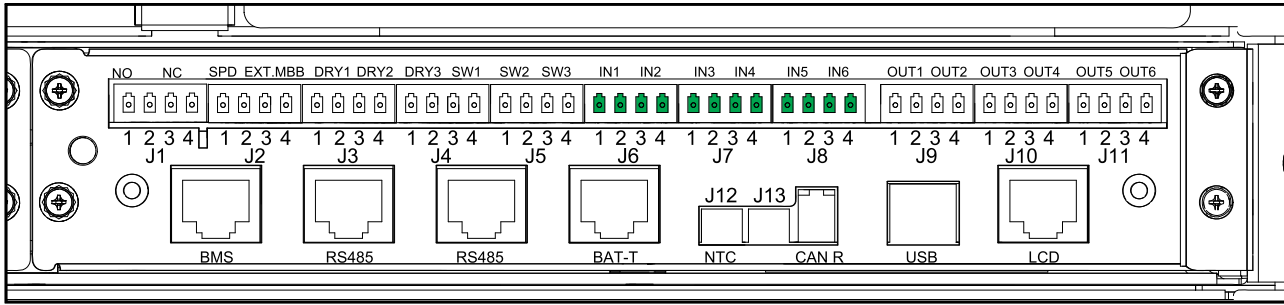 NO NC SPD EXT.MBB DRY1 DRY2 DRY3 SW1 SW2 SW3 IN1 IN2 IN3 IN4 IN5 IN6 OUT1 OUT2 OUT3 OUT4 OUT5 OUT6
1 2 3 4 1 2 3 4 1 2 3 4 1 2 3 4 1 2 3 4 1 2 3 4 1 2 3 4 1 2 3 4 1 2 3 4 1 2 3 4 1 2 3 4
J1 J2 J3 J4 J5 J6 J7 J8 J9 J10 J11
J12 J13
BMS RS485 RS485 BAT-T NTC CAN R USB LCD